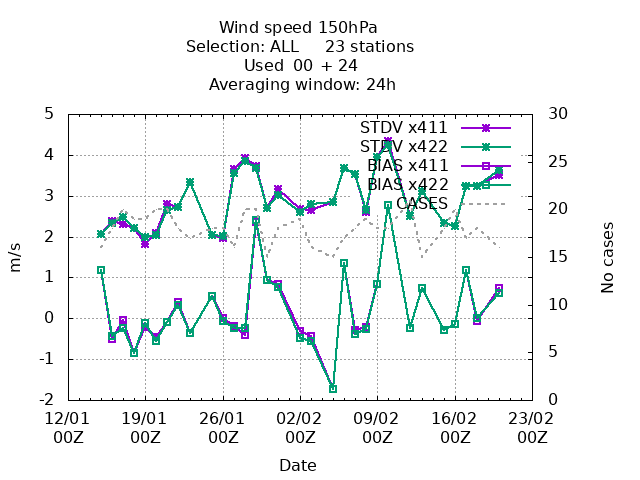 Wind speed 150hPa
Selection: ALL 23 stations
Used 00 + 24
Averaging window: 24h
5
4
3
2
1
0
-1
-2
m/s
30
25
20
15
10
5
0
No cases
STDV x411
STDV x422
BIAS x411
BIAS x422
CASES
12/01 19/01 26/01 02/02 09/02 16/02 23/02
00Z 00Z 00Z 00Z 00Z 00Z 00Z
Date